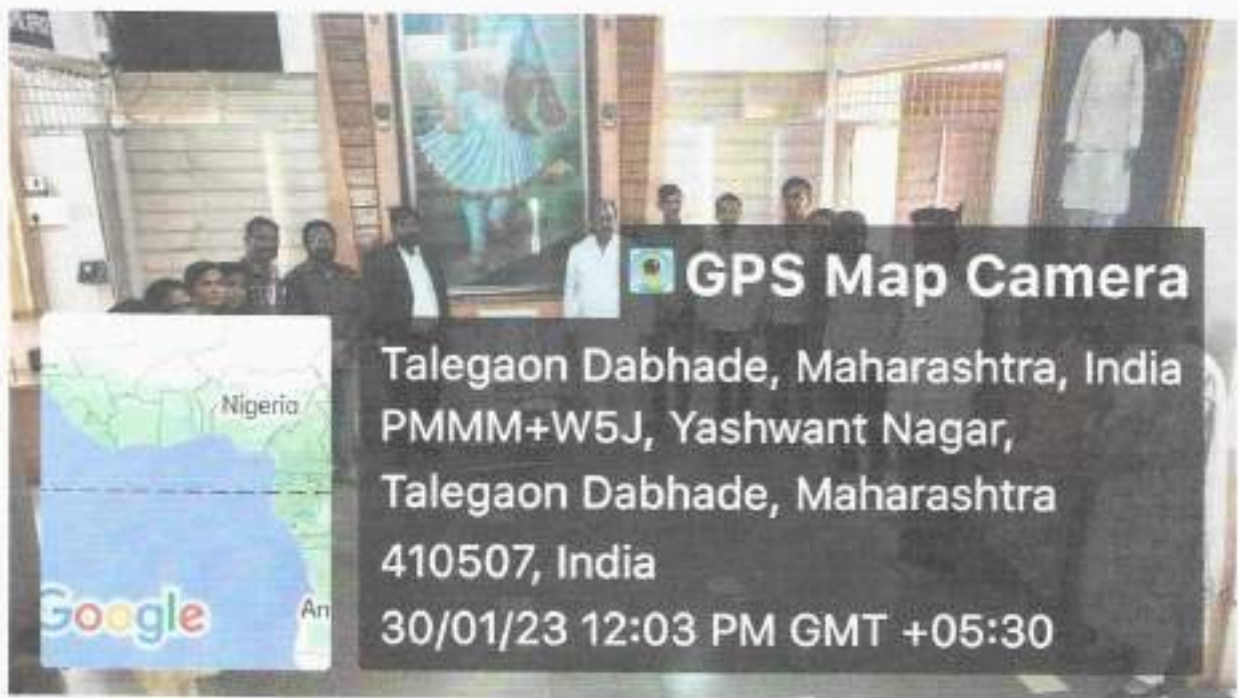 GPS Map Camera
Talegaon Dabhade, Maharashtra, India
PMMM+W5J, Yashwant Nagar,
Talegaon Dabhade, Maharashtra
410507, India
30/01/23 12:03 PM GMT +05:30
Nigeria
Google
An